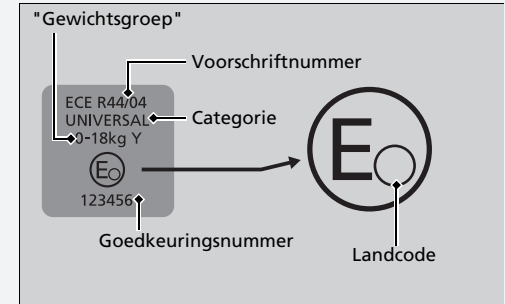 "Gewichtsgroep"
Voorschriftnummer
ECE R44/04
UNIVERSAL
Categorie
0-18kg Y
E
E
123456
Goedkeuringsnummer
Landcode